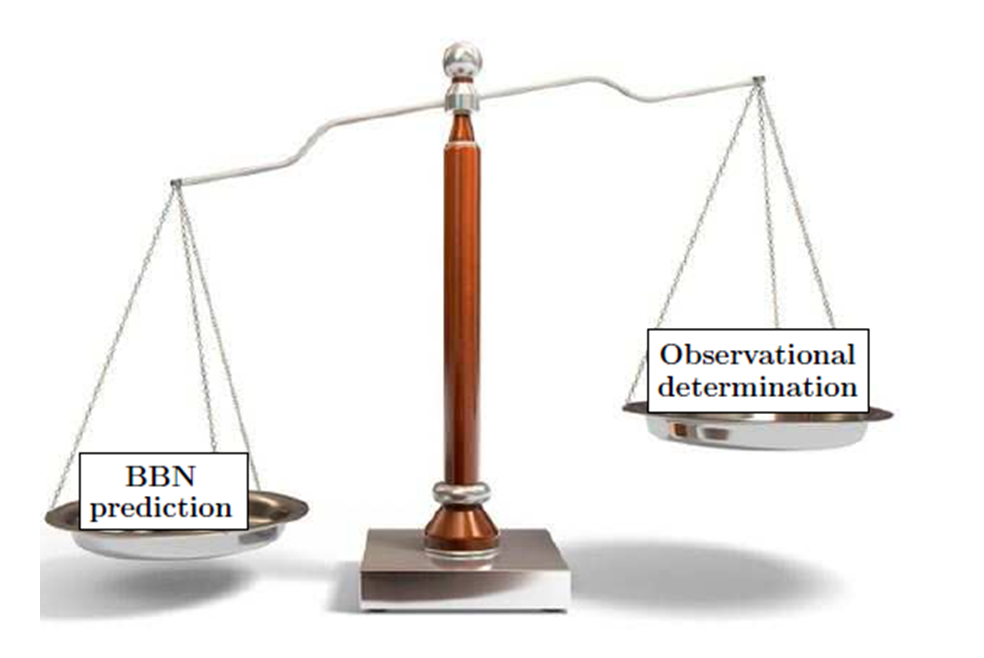 Observational
determination
BBN
prediction